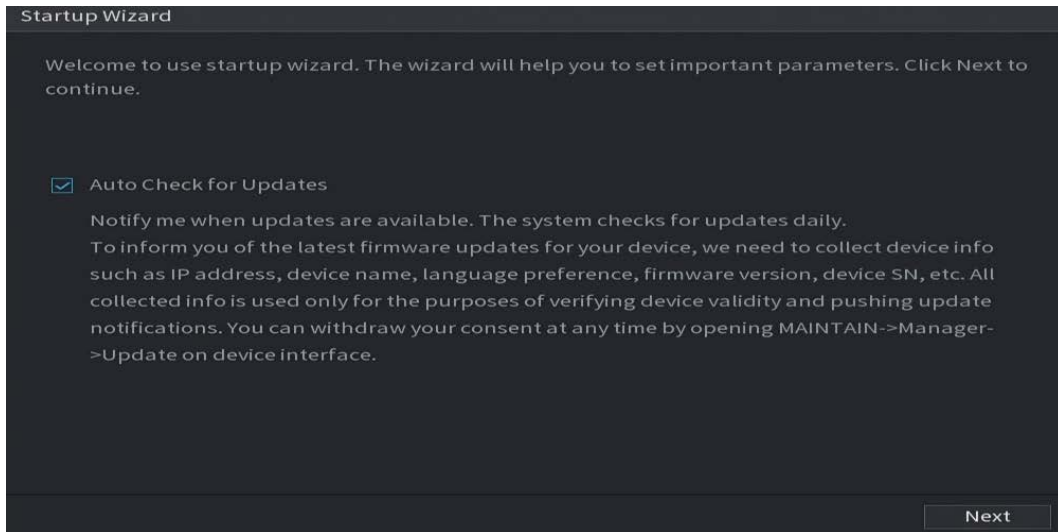 Startup Wizard
Welcome to use startup wizard. The wizard will help you to set important parameters. Click Next to
continue.
Auto Check for Updates
Notify me when updates are available. The system checks for updates daily.
To inform you of the latest firmware updates for your device, we need to collect device info
such as IP address, device name, language preference, firmware version, device SN, etc. All
collected info is used only for the purposes of verifying device validity and pushing update
notifications. You can withdraw your consent at any time by opening MAINTAIN->Manager-
>Update on device interface.
Next